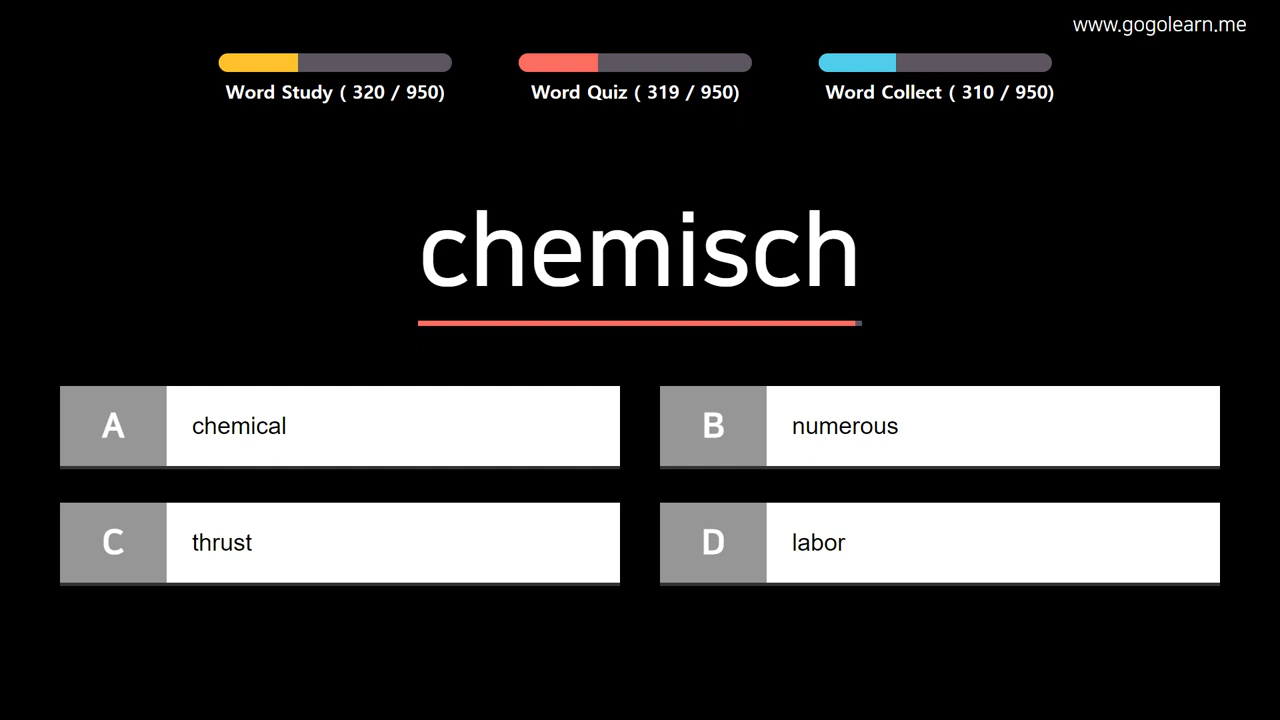 www.gogolearn.me
Word Study ( 320 / 950)
Word Quiz ( 319 / 950)
Word Collect ( 310 / 950)
chemisch
A chemical
B numerous
C thrust
D labor